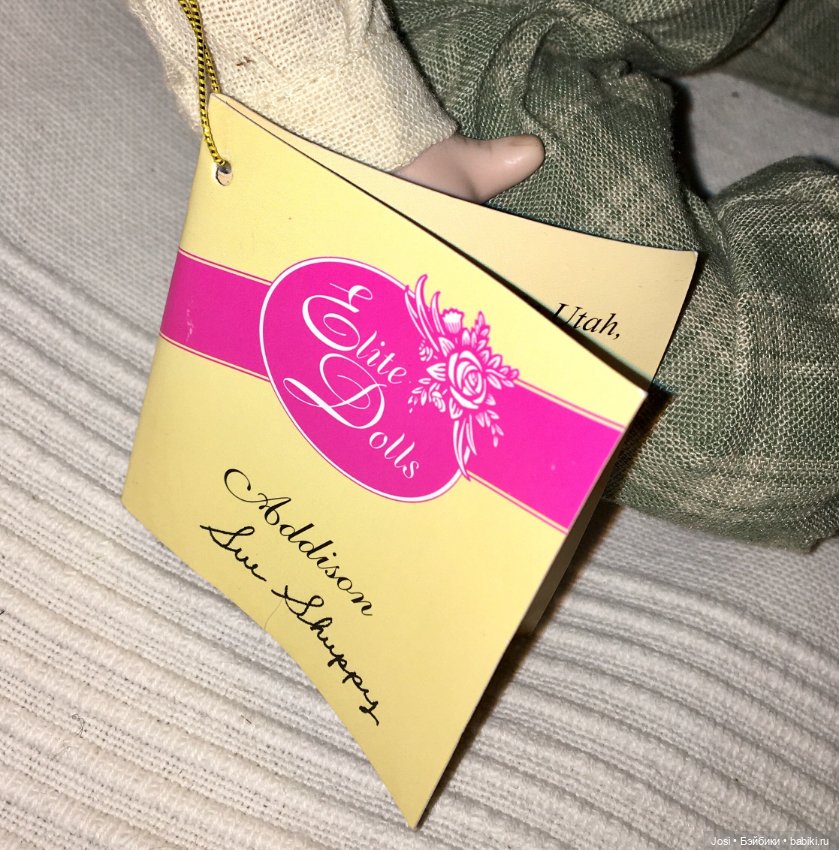 Elite
Dolls
Addison
Sue Shuppy
Utah,
Josi • Бэйбики • babiki.ru